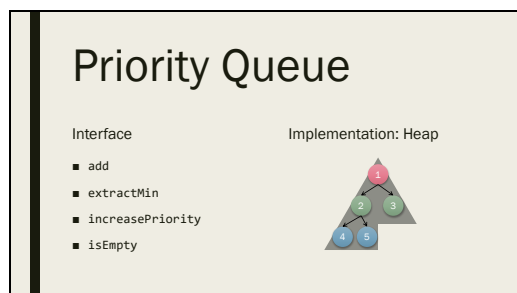 Priority Queue
Interface
■ add
■ extractMin
■ increasePriority
■ isEmpty
Implementation: Heap
1
2 3
4 5